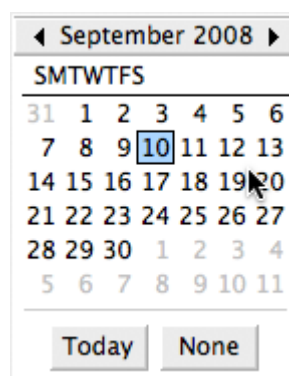 September 2008
SMTWTFS
31 1 2 3 4 5 6
7 8 9 10 11 12 13
14 15 16 17 18 19 20
21 22 23 24 25 26 27
28 29 30 1 2 3 4
5 6 7 8 9 10 11
Today None